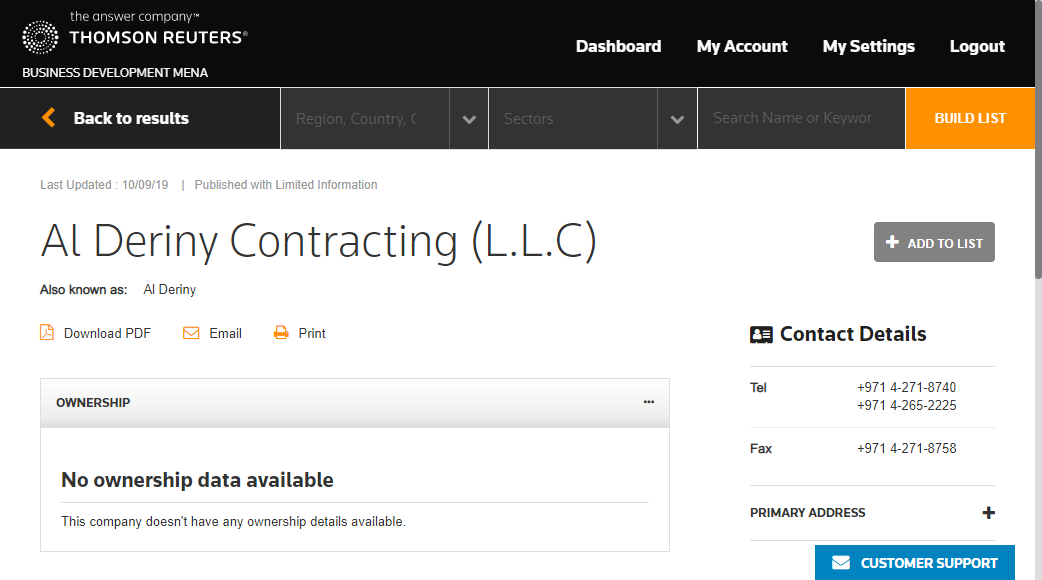 the answer company™
THOMSON REUTERS®
BUSINESS DEVELOPMENT MENA
Dashboard My Account My Settings Logout
Back to results Region, Country, C Sectors Search Name or Keywor BUILD LIST
Last Updated : 10/09/19 | Published with Limited Information
Al Deriny Contracting (L.L.C)
+ ADD TO LIST
Also known as: Al Deriny
Download PDF Email Print
Contact Details
Tel +971 4-271-8740
+971 4-265-2225
Fax +971 4-271-8758
PRIMARY ADDRESS +
OWNERSHIP ...
No ownership data available
This company doesn't have any ownership details available.
CUSTOMER SUPPORT